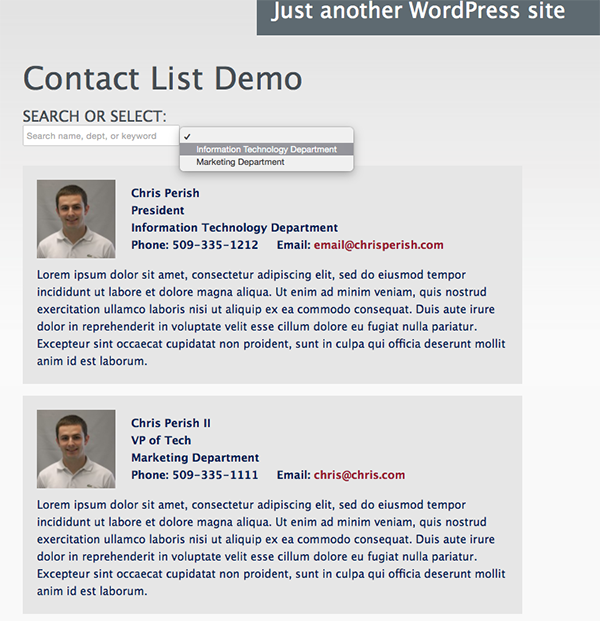 Just another WordPress site
Contact List Demo
SEARCH OR SELECT:
Search name, dept, or keyword
✓
Information Technology Department
Marketing Department
Chris Perish
President
Information Technology Department
Phone: 509-335-1212 Email: email@chrisperish.com
Lorem ipsum dolor sit amet, consectetur adipiscing elit, sed do eiusmod tempor
incididunt ut labore et dolore magna aliqua. Ut enim ad minim veniam, quis nostrud
exercitation ullamco laboris nisi ut aliquip ex ea commodo consequat. Duis aute irure
dolor in reprehenderit in voluptate velit esse cillum dolore eu fugiat nulla pariatur.
Excepteur sint occaecat cupidatat non proident, sunt in culpa qui officia deserunt mollit
anim id est laborum.
Chris Perish II
VP of Tech
Marketing Department
Phone: 509-335-1111 Email: chris@chris.com
Lorem ipsum dolor sit amet, consectetur adipiscing elit, sed do eiusmod tempor
incididunt ut labore et dolore magna aliqua. Ut enim ad minim veniam, quis nostrud
exercitation ullamco laboris nisi ut aliquip ex ea commodo consequat. Duis aute irure
dolor in reprehenderit in voluptate velit esse cillum dolore eu fugiat nulla pariatur.
Excepteur sint occaecat cupidatat non proident, sunt in culpa qui officia deserunt mollit
anim id est laborum.